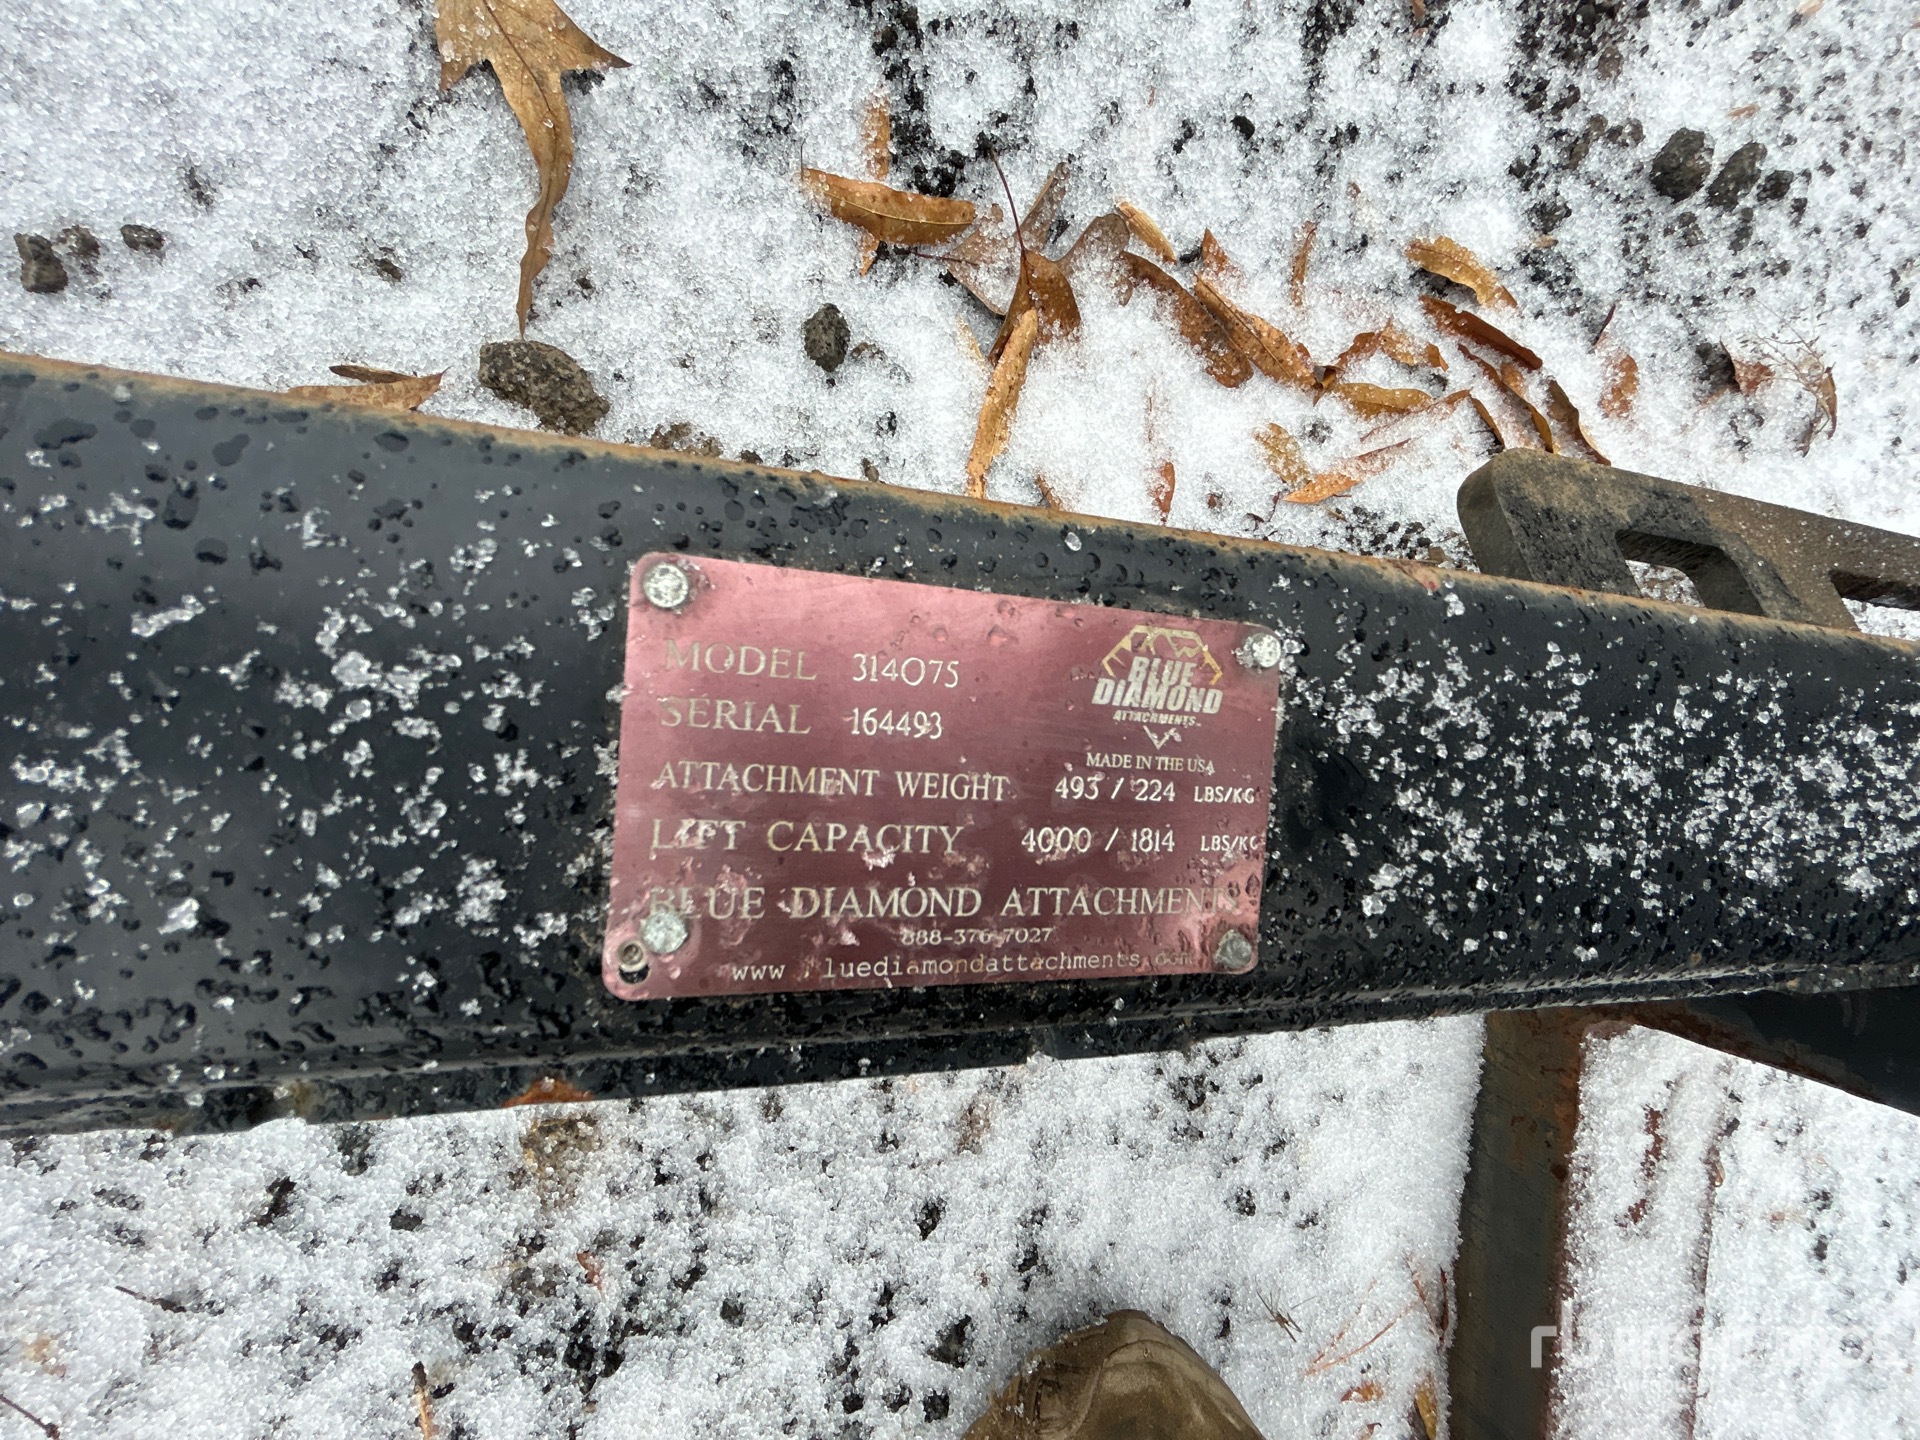 MODEL 314075
SERIAL 164493
BLUE
DIAMOND
ATTACHMENTS
MADE IN THE USA
ATTACHMENT WEIGHT 493 / 224 LBS/KG
LIFT CAPACITY 4000 / 1814 LBS/KG
BLUE DIAMOND ATTACHMENTS
888-376-7027
www.bluediamondattachments.com